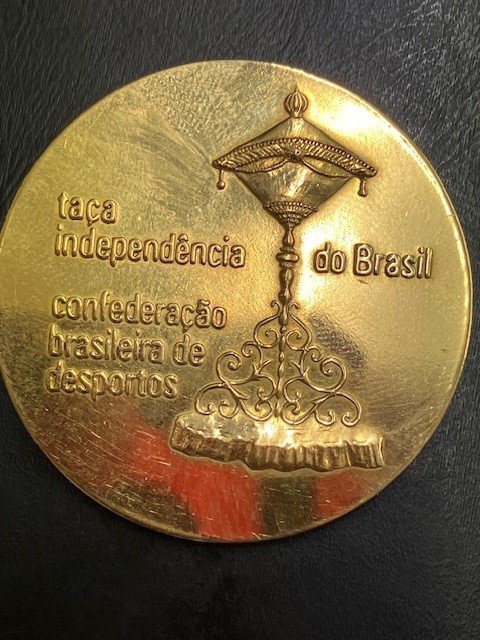 taça
independência do Brasil
confederação
brasileira de
desportos